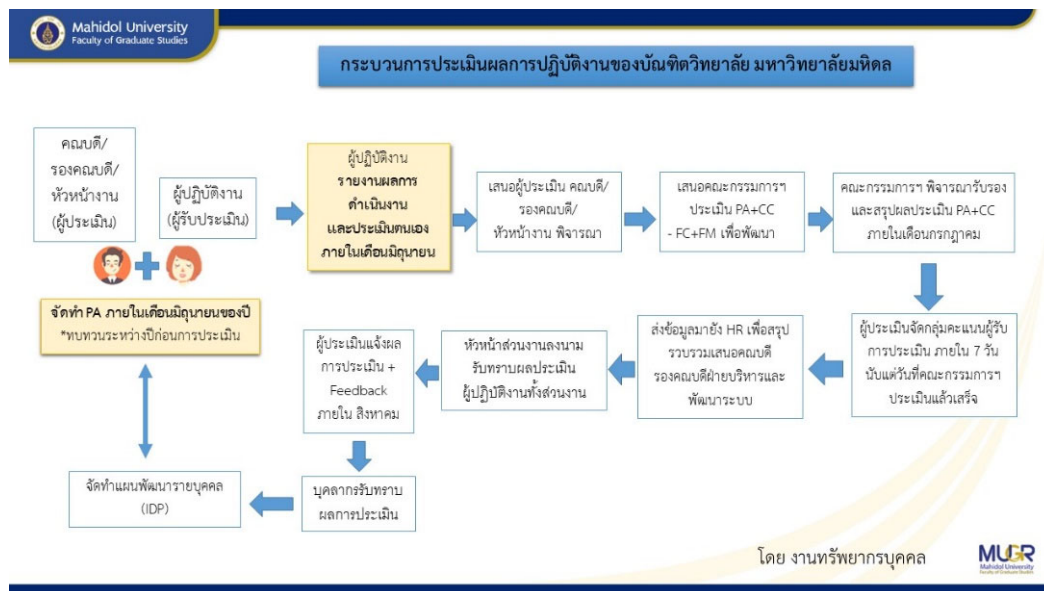 Mahidol University
Faculty of Graduate Studies
กระบวนการประเมินผลการปฏิบัติงานของบัณฑิตวิทยาลัย มหาวิทยาลัยมหิดล
คณบดี/
รองคณบดี/
หัวหน้างาน
(ผู้ประเมิน)
ผู้ปฏิบัติงาน
(ผู้รับประเมิน)
จัดทำ PA ภายในเดือนมิถุนายนของปี
*ทบทวนระหว่างปีก่อนการประเมิน
ผู้ปฏิบัติงาน
รายงานผลการ
ดำเนินงาน
และประเมินตนเอง
ภายในเดือนมิถุนายน
เสนอผู้ประเมิน คณบดี/
รองคณบดี/
หัวหน้างาน พิจารณา
เสนอคณะกรรมการฯ
ประเมิน PA+CC
- FC+FM เพื่อพัฒนา
คณะกรรมการฯ พิจารณารับรอง
และสรุปผลประเมิน PA+CC
ภายในเดือนกรกฎาคม
ผู้ประเมินจัดกลุ่มคะแนนผู้รับ
การประเมิน ภายใน 7 วัน
นับแต่วันที่คณะกรรมการฯ
ประเมินแล้วเสร็จ
ส่งข้อมูลมายัง HR เพื่อสรุป
รวบรวมเสนอคณบดี
รองคณบดีฝ่ายบริหารและ
พัฒนาระบบ
หัวหน้าส่วนงานลงนาม
รับทราบผลประเมิน
ผู้ปฏิบัติงานทั้งส่วนงาน
ผู้ประเมินแจ้งผล
การประเมิน +
Feedback
ภายใน สิงหาคม
บุคลากรรับทราบ
ผลการประเมิน
จัดทำแผนพัฒนารายบุคคล
(IDP)
โดย งานทรัพยากรบุคคล
MUGR
Mahidol University
Faculty of Graduate Studies